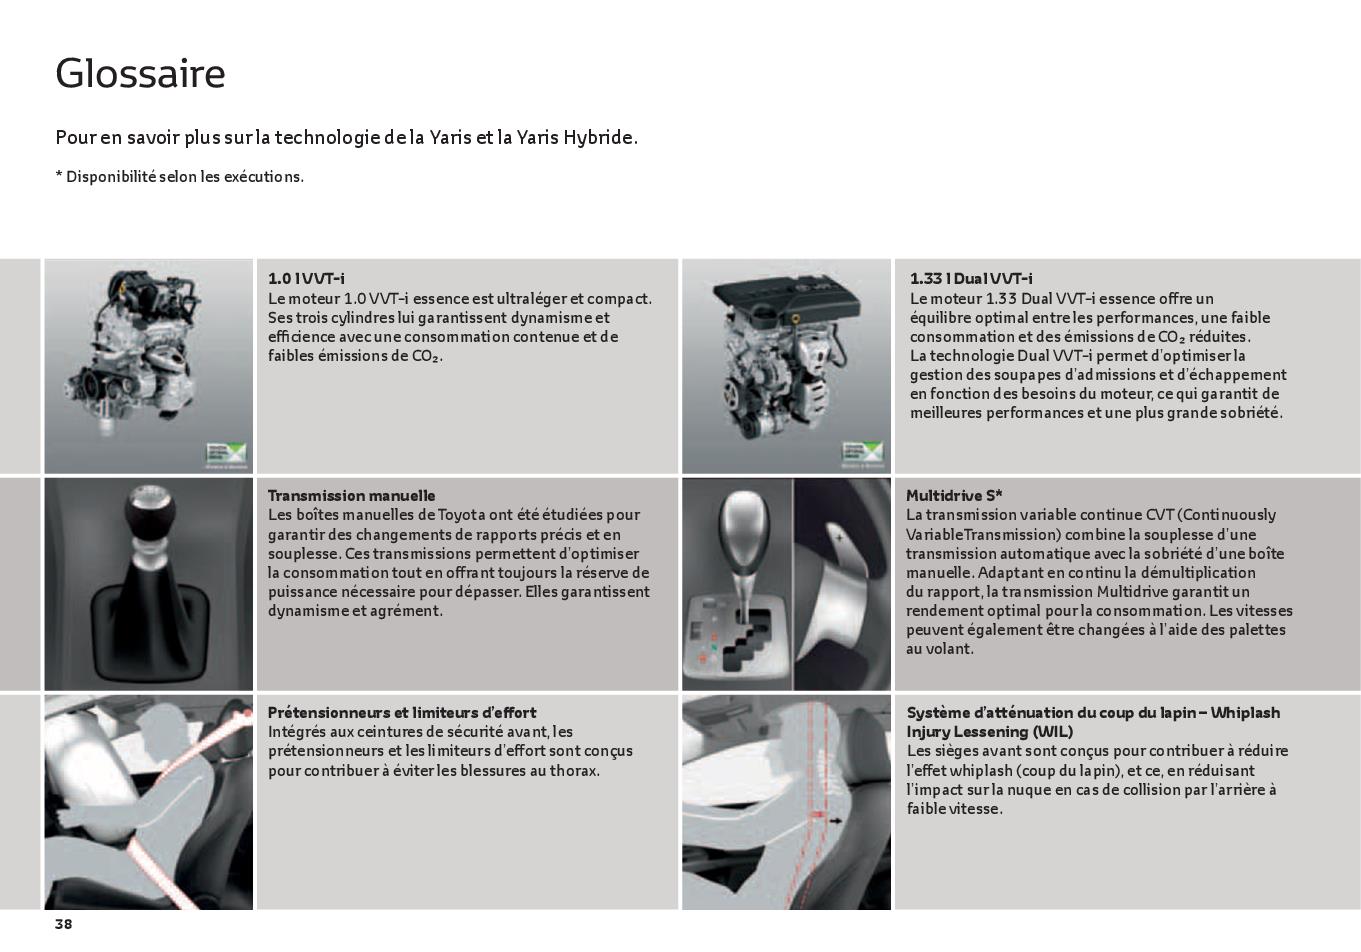 Glossaire
Pour en savoir plus sur la technologie de la Yaris et la Yaris Hybride.
* Disponibilité selon les exécutions.
1.0 l VVT-i
Le moteur 1.0 VVT-i essence est ultraléger et compact.
Ses trois cylindres lui garantissent dynamisme et
efficience avec une consommation contenue et de
faibles émissions de CO₂.
1.33 l Dual VVT-i
Le moteur 1.33 Dual VVT-i essence offre un
équilibre optimal entre les performances, une faible
consommation et des émissions de CO₂ réduites.
La technologie Dual VVT-i permet d'optimiser la
gestion des soupapes d'admissions et d'échappement
en fonction des besoins du moteur, ce qui garantit de
meilleures performances et une plus grande sobriété.
Transmission manuelle
Les boîtes manuelles de Toyota ont été étudiées pour
garantir des changements de rapports précis et en
souplesse. Ces transmissions permettent d'optimiser
la consommation tout en offrant toujours la réserve de
puissance nécessaire pour dépasser. Elles garantissent
dynamisme et agrément.
Multidrive S*
La transmission variable continue CVT (Continuously
VariableTransmission) combine la souplesse d'une
transmission automatique avec la sobriété d'une boîte
manuelle. Adaptant en continu la démultiplication
du rapport, la transmission Multidrive garantit un
rendement optimal pour la consommation. Les vitesses
peuvent également être changées à l'aide des palettes
au volant.
Prétensionneurs et limiteurs d'effort
Intégrés aux ceintures de sécurité avant, les
prétensionneurs et les limiteurs d'effort sont conçus
pour contribuer à éviter les blessures au thorax.
Système d'atténuation du coup du lapin – Whiplash
Injury Lessening (WIL)
Les sièges avant sont conçus pour contribuer à réduire
l'effet whiplash (coup du lapin), et ce, en réduisant
l'impact sur la nuque en cas de collision par l'arrière à
faible vitesse.
38